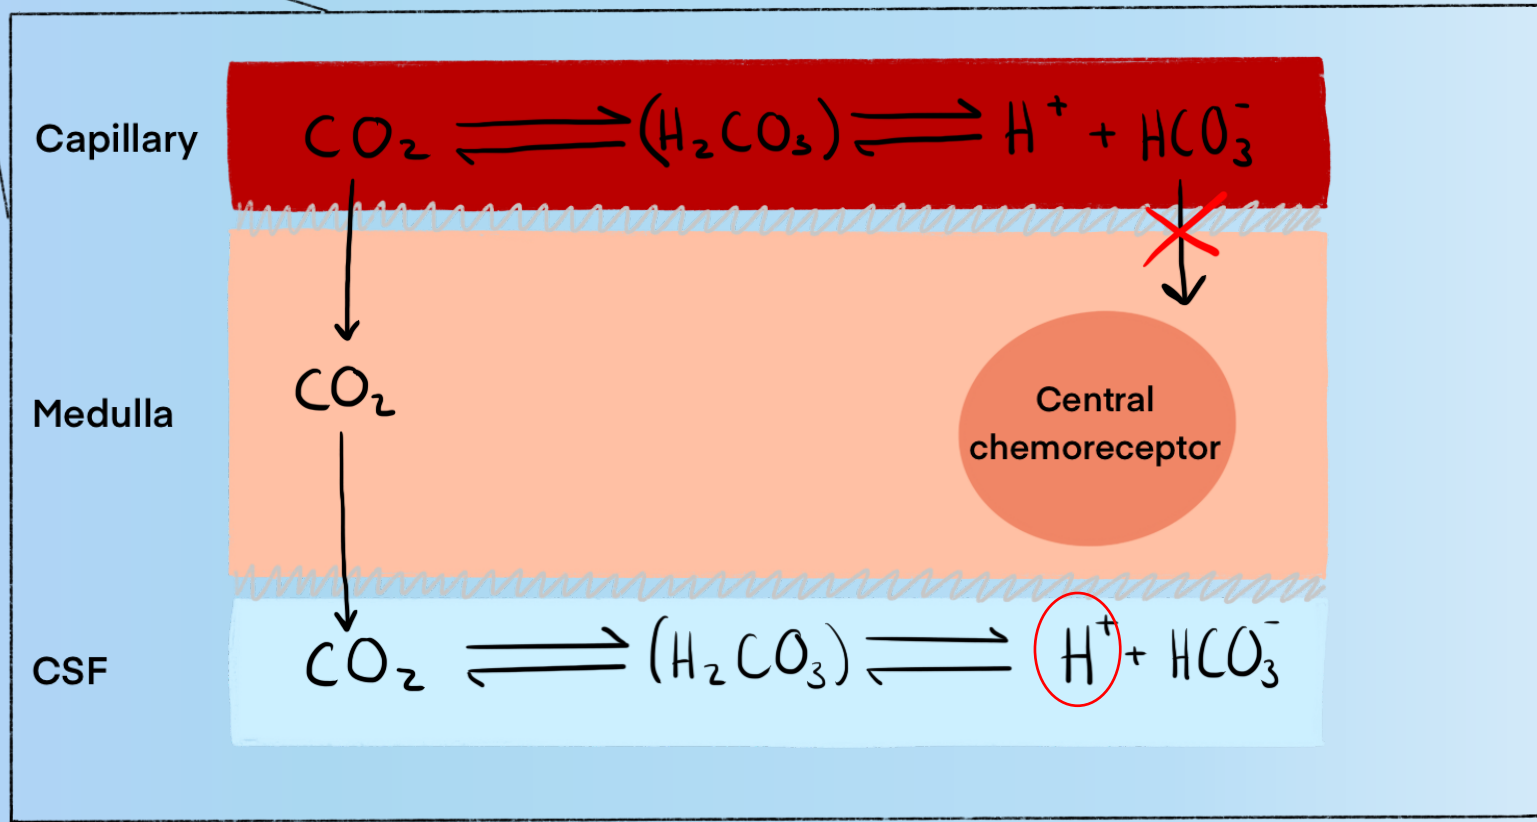 Capillary CO₂ ⇌ (H₂CO₃) ⇌ H⁺ + HCO₃⁻
Medulla CO₂
Central
chemoreceptor
CSF CO₂ ⇌ (H₂CO₃) ⇌ H⁺ + HCO₃⁻